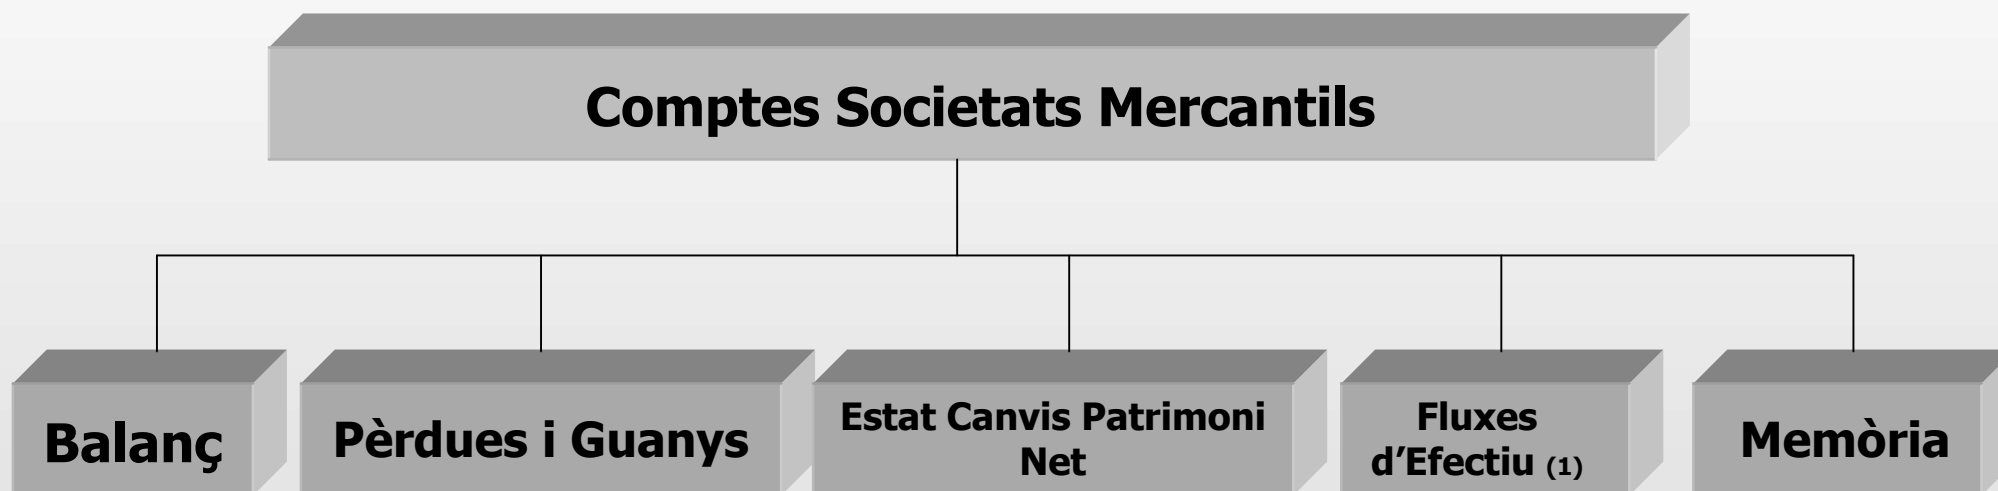 Comptes Societats Mercantils
Balanç
Pèrdues i Guanys
Estat Canvis Patrimoni
Net
Fluxes
d’Efectiu (1)
Memòria